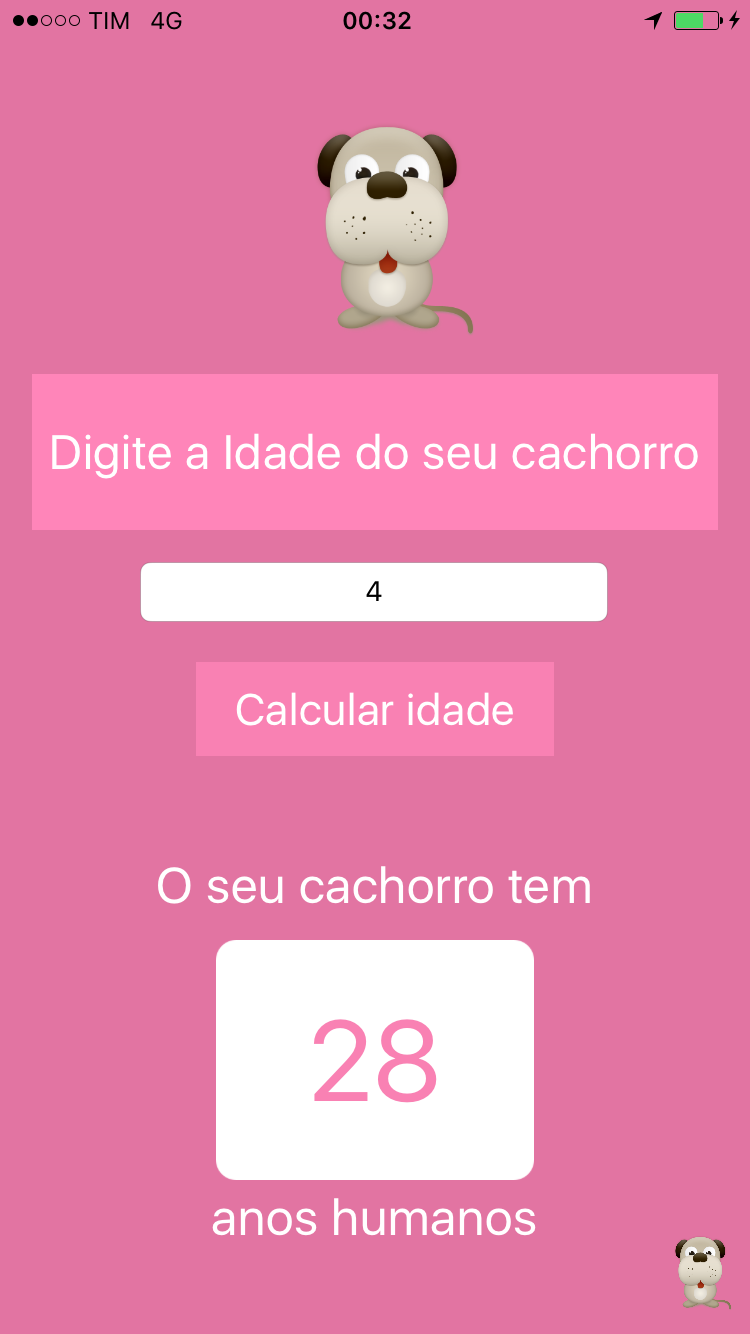 TIM 4G 00:32
Digite a Idade do seu cachorro
4
Calcular idade
O seu cachorro tem
28
anos humanos